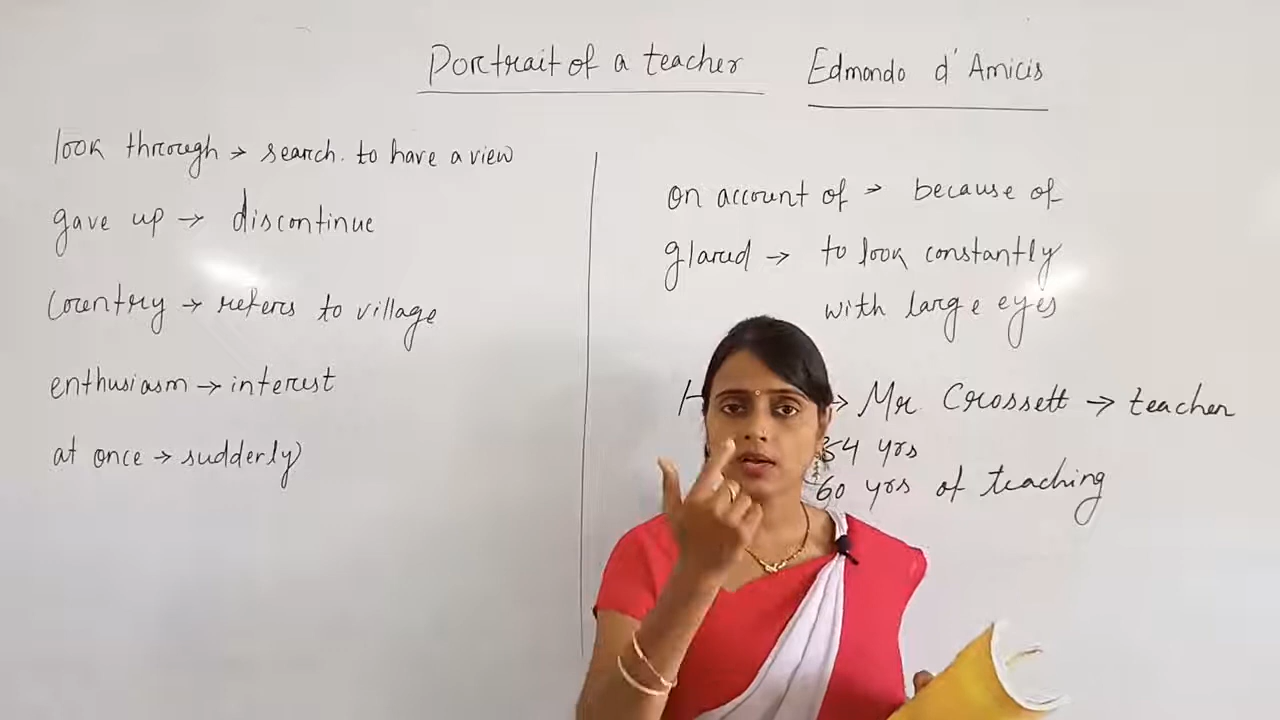 Portrait of a teacher Edmondo d'Amicis
look through → search. to have a view
gave up → discontinue
Country → refers to village
enthusiasm → interest
at once → sudderly
on account of → because of
glared → to look constantly
with large eyes
H → Mr. Crossett → teacher
yrs
60 yrs of teaching